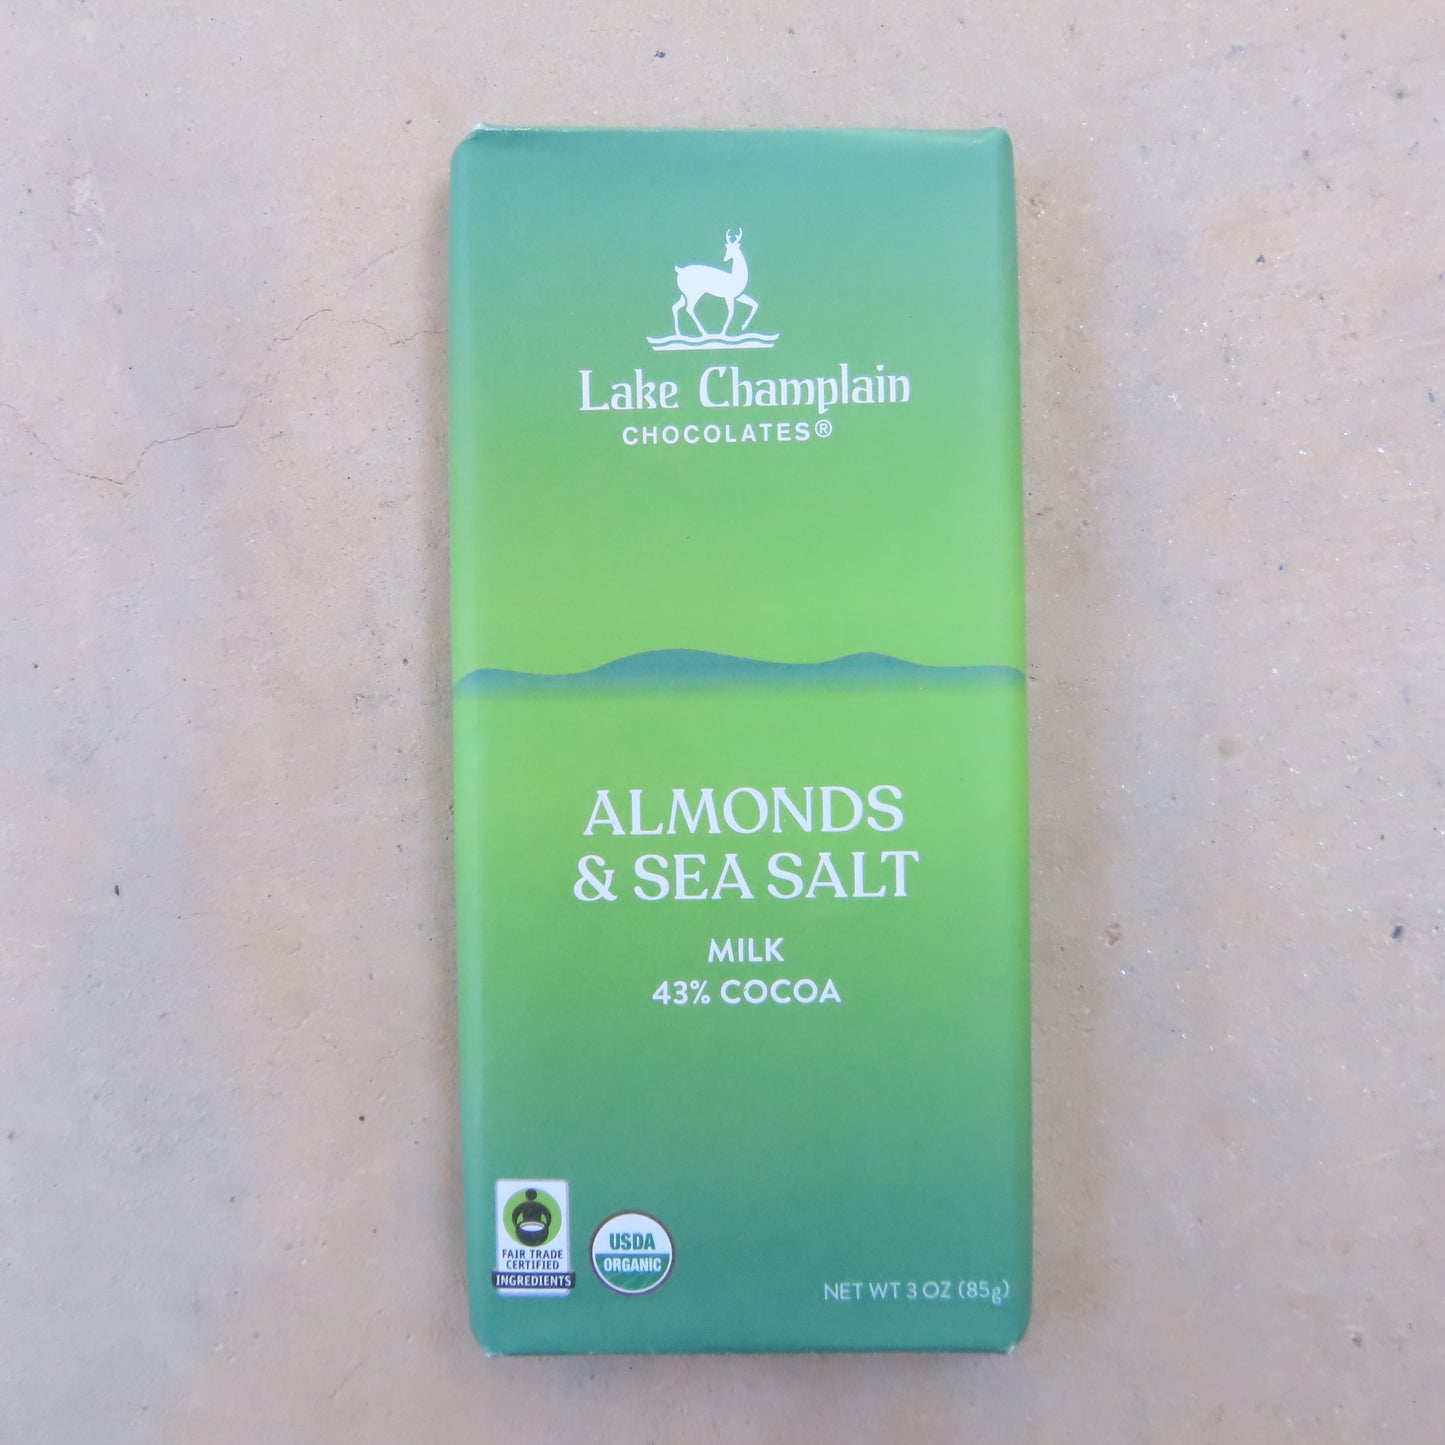 Lake Champlain
CHOCOLATES®
ALMONDS
& SEA SALT
MILK
43% COCOA
FAIR TRADE
CERTIFIED
INGREDIENTS
USDA
ORGANIC
NET WT 3 OZ (85g)